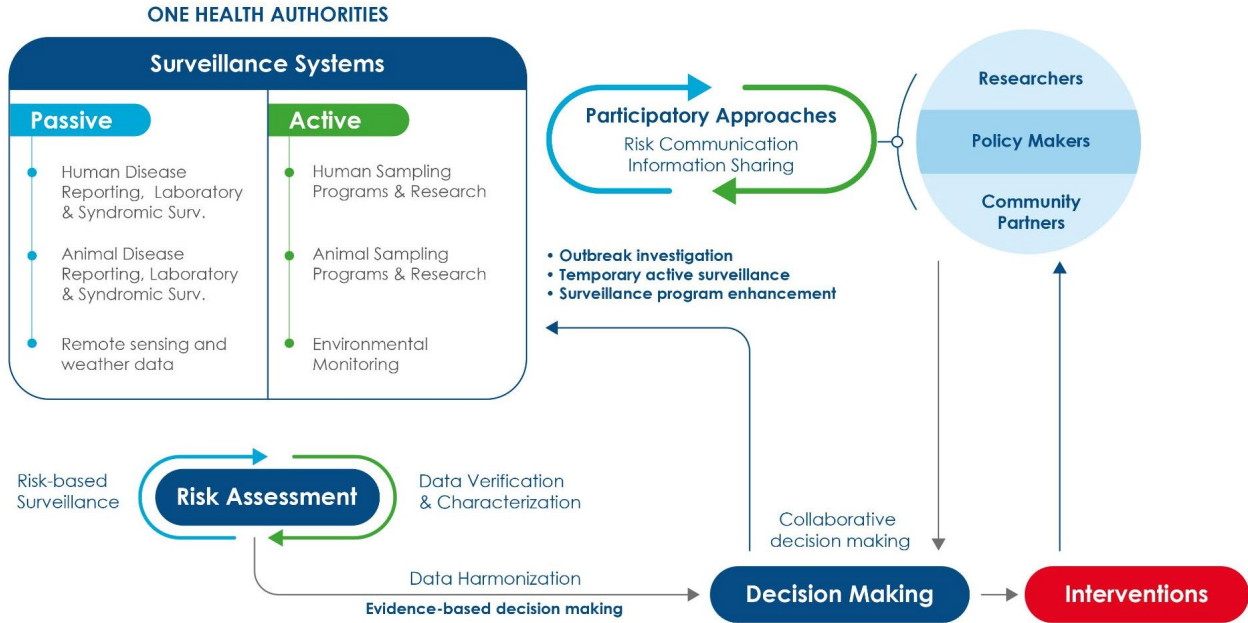 ONE HEALTH AUTHORITIES
Surveillance Systems
Passive
Human Disease
Reporting, Laboratory
& Syndromic Surv.
Animal Disease
Reporting, Laboratory
& Syndromic Surv.
Remote sensing and
weather data
Active
Human Sampling
Programs & Research
Animal Sampling
Programs & Research
Environmental
Monitoring
Participatory Approaches
Risk Communication
Information Sharing
Researchers
Policy Makers
Community
Partners
• Outbreak investigation
• Temporary active surveillance
• Surveillance program enhancement
Risk-based
Surveillance
Risk Assessment
Data Verification
& Characterization
Data Harmonization
Evidence-based decision making
Collaborative
decision making
Decision Making
Interventions